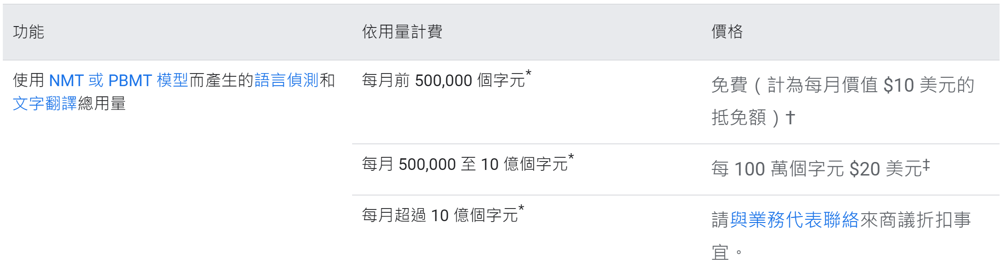 功能
依用量計費
價格
使用 NMT 或 PBMT 模型而產生的語言偵測和
文字翻譯總用量
每月前 500,000 個字元*
免費（計為每月價值 $10 美元的
抵免額）†
每月 500,000 至 10 億個字元*
每 100 萬個字元 $20 美元‡
每月超過 10 億個字元*
請與業務代表聯絡來商議折扣事
宜。